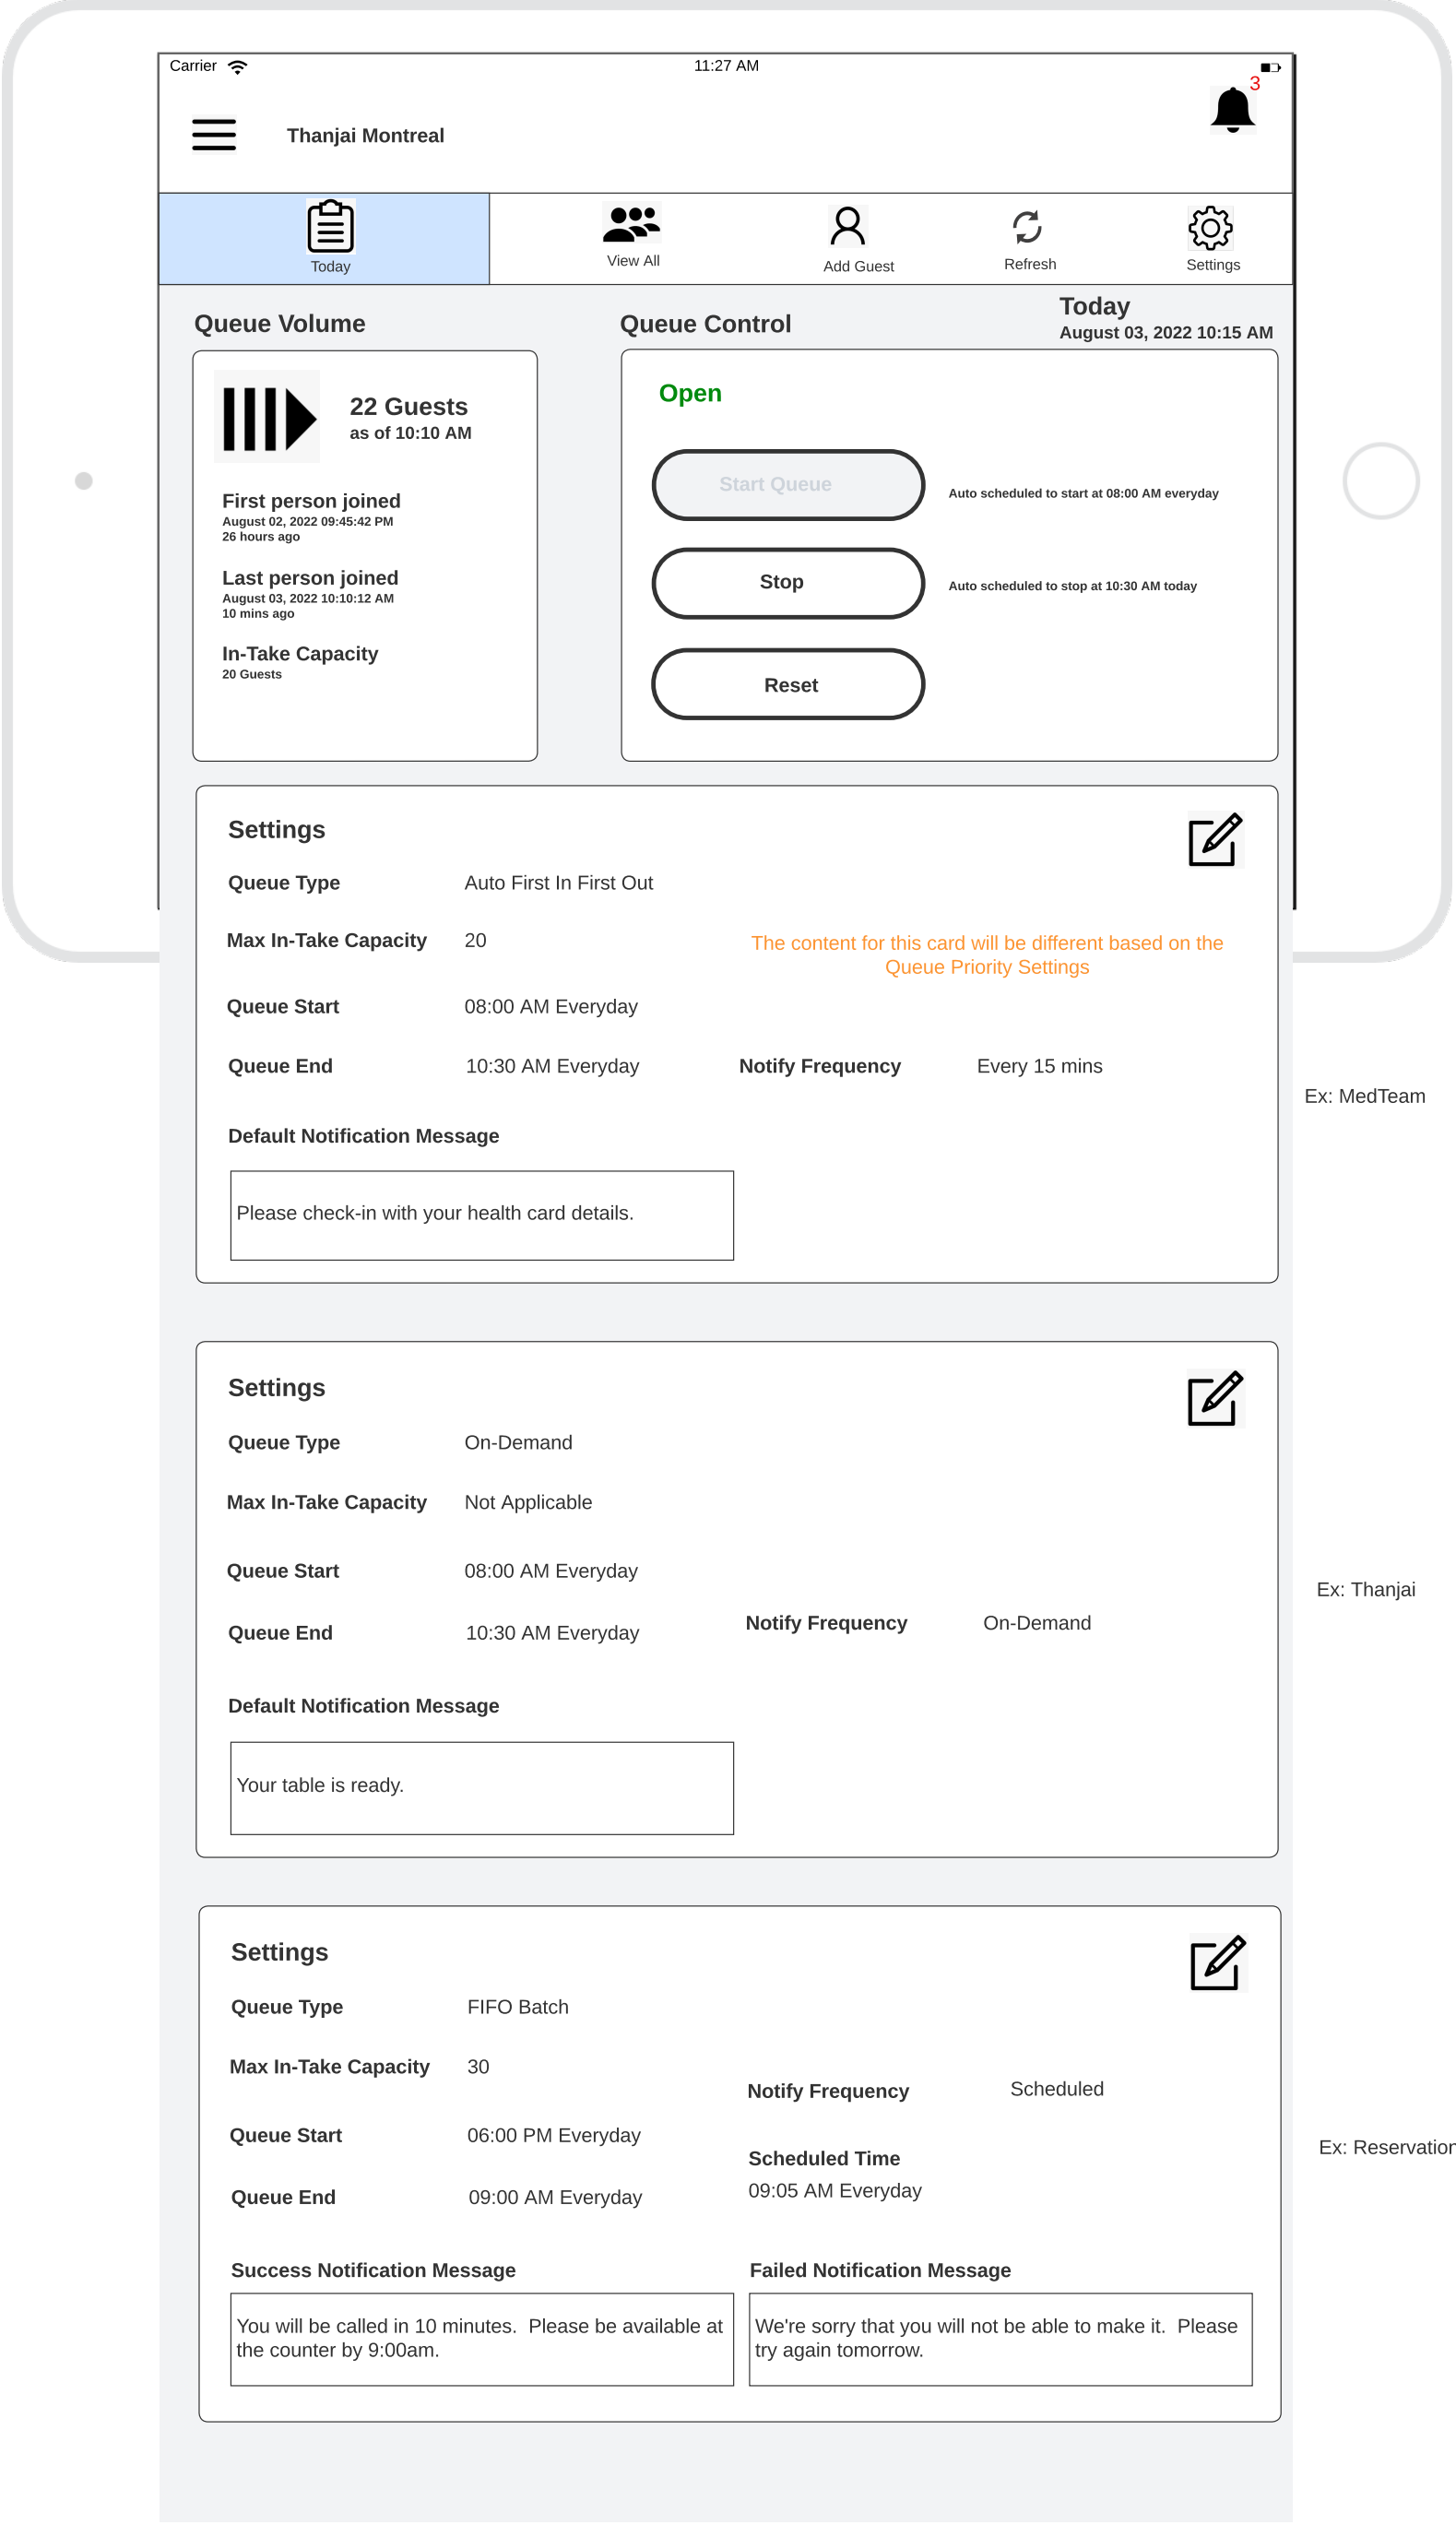 Carrier
11:27 AM
3
Thanjai Montreal
Today
View All
Add Guest
Refresh
Settings
Queue Volume
Queue Control
Today
August 03, 2022 10:15 AM
22 Guests
as of 10:10 AM
First person joined
August 02, 2022 09:45:42 PM
26 hours ago
Last person joined
August 03, 2022 10:10:12 AM
10 mins ago
In-Take Capacity
20 Guests
Open
Start Queue
Auto scheduled to start at 08:00 AM everyday
Stop
Auto scheduled to stop at 10:30 AM today
Reset
Settings
Queue Type Auto First In First Out
Max In-Take Capacity 20
The content for this card will be different based on the
Queue Priority Settings
Queue Start 08:00 AM Everyday
Queue End 10:30 AM Everyday
Notify Frequency Every 15 mins
Ex: MedTeam
Default Notification Message
Please check-in with your health card details.
Settings
Queue Type On-Demand
Max In-Take Capacity Not Applicable
Queue Start 08:00 AM Everyday
Ex: Thanjai
Queue End 10:30 AM Everyday
Notify Frequency On-Demand
Default Notification Message
Your table is ready.
Settings
Queue Type FIFO Batch
Max In-Take Capacity 30
Notify Frequency Scheduled
Queue Start 06:00 PM Everyday
Ex: Reservation
Scheduled Time
09:05 AM Everyday
Queue End 09:00 AM Everyday
Success Notification Message
You will be called in 10 minutes.  Please be available at
the counter by 9:00am.
Failed Notification Message
We're sorry that you will not be able to make it.  Please
try again tomorrow.